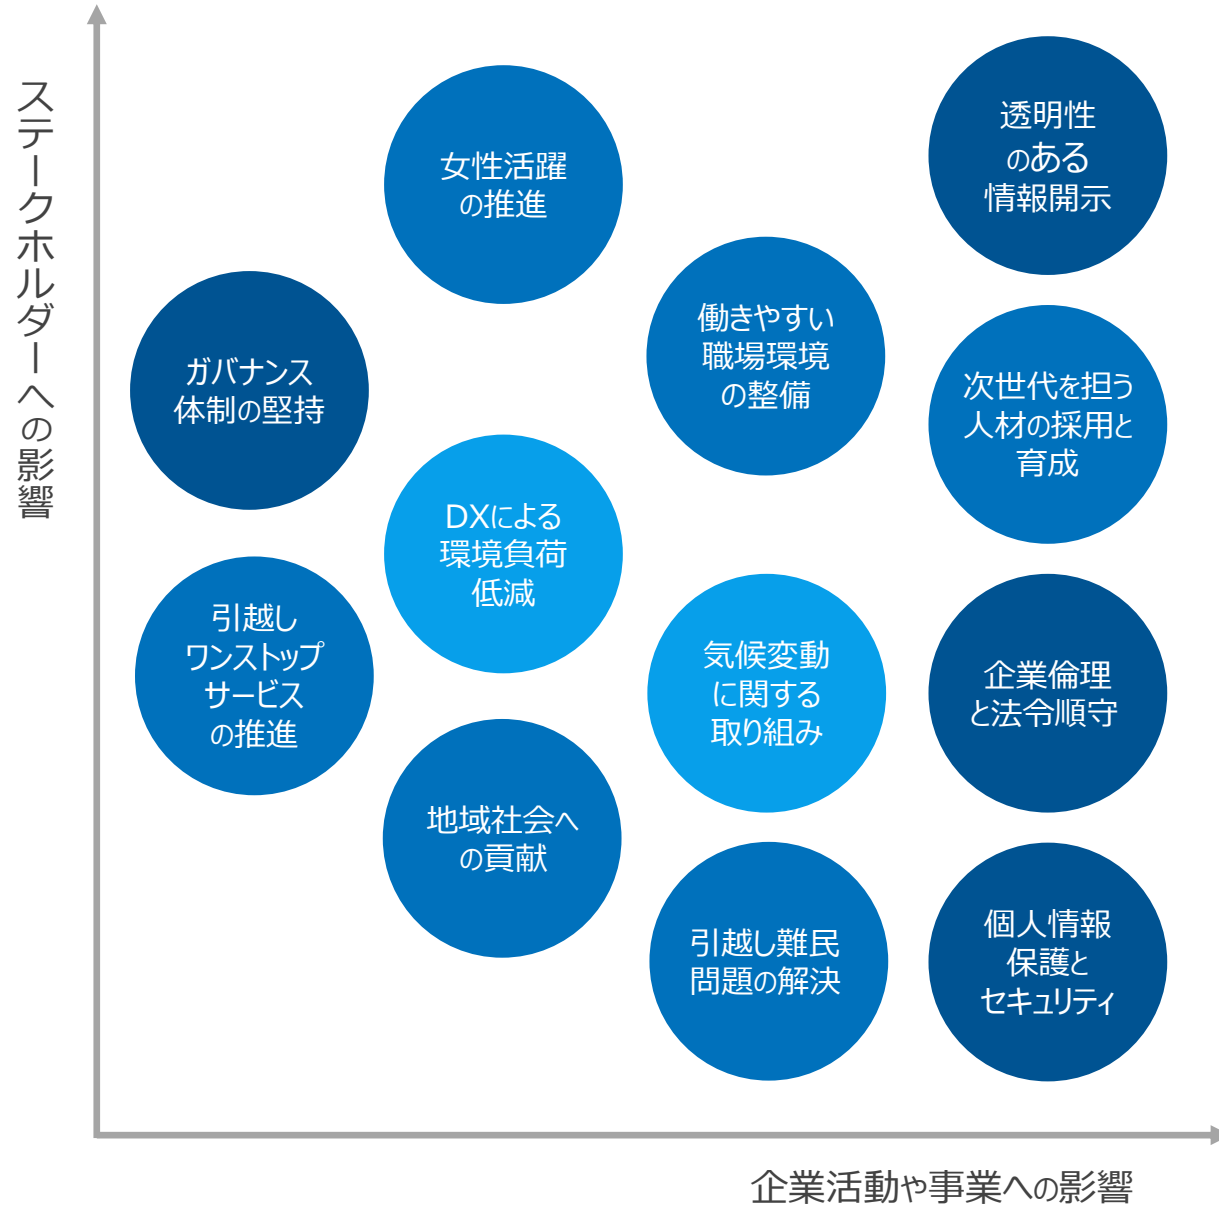 ステークホルダーへの影響
女性活躍
の推進
透明性
のある
情報開示
ガバナンス
体制の堅持
働きやすい
職場環境
の整備
次世代を担う
人材の採用と
育成
DXによる
環境負荷
低減
引越し
ワンストップ
サービス
の推進
気候変動
に関する
取り組み
企業倫理
と法令順守
地域社会へ
の貢献
引越し難民
問題の解決
個人情報
保護と
セキュリティ
企業活動や事業への影響